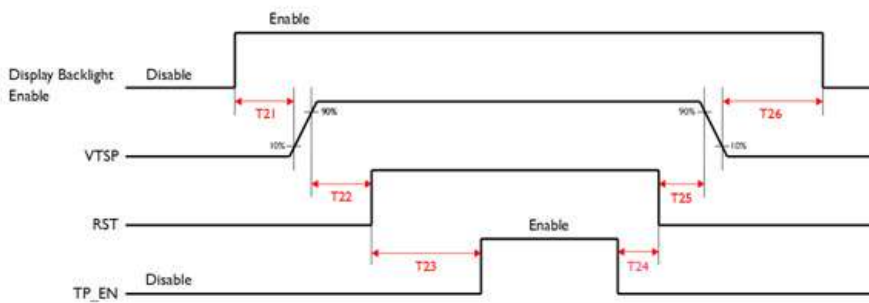 Enable
Display Backlight Disable
Enable
T21
90%
90%
T26
10%
10%
VTSP
T22
T25
RST
Enable
T23
T24
Disable
TP_EN